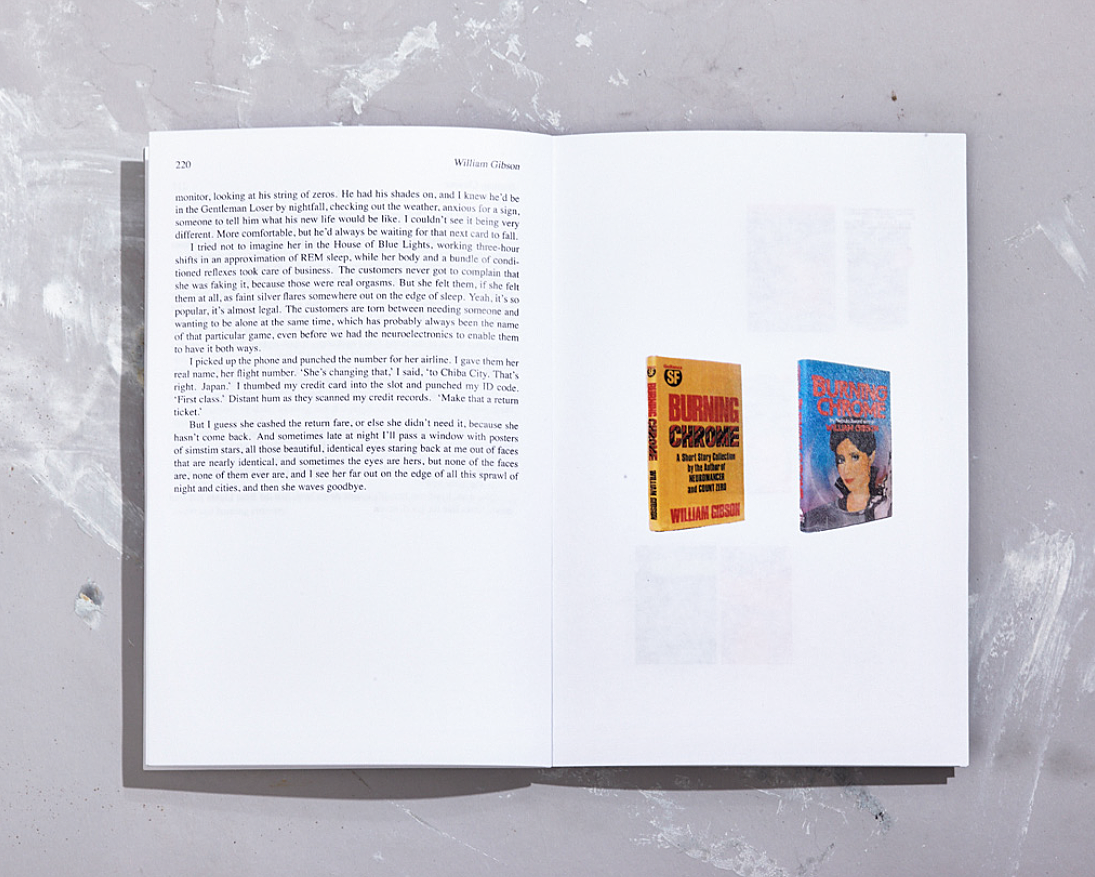 220
William Gibson
monitor, looking at his string of zeros. He had his shades on, and I knew he'd be
in the Gentleman Loser by nightfall, checking out the weather, anxious for a sign,
someone to tell him what his new life would be like. I couldn't see it being very
different. More comfortable, but he'd always be waiting for that next card to fall.
I tried not to imagine her in the House of Blue Lights, working three-hour
shifts in an approximation of REM sleep, while her body and a bundle of condi-
tioned reflexes took care of business. The customers never got to complain that
she was faking it, because those were real orgasms. But she felt them, if she felt
them at all, as faint silver flares somewhere out on the edge of sleep. Yeah, it's so
popular, it's almost legal. The customers are torn between needing someone and
wanting to be alone at the same time, which has probably always been the name
of that particular game, even before we had the neuroelectronics to enable them
to have it both ways.
I picked up the phone and punched the number for her airline. I gave them her
real name, her flight number. ‘She's changing that,’ I said, ‘to Chiba City. That's
right. Japan.’ I thumbed my credit card into the slot and punched my ID code.
‘First class.’ Distant hum as they scanned my credit records. ‘Make that a return
ticket.’
But I guess she cashed the return fare, or else she didn't need it, because she
hasn't come back. And sometimes late at night I'll pass a window with posters
of simstim stars, all those beautiful, identical eyes staring back at me out of faces
that are nearly identical, and sometimes the eyes are hers, but none of the faces
are, none of them ever are, and I see her far out on the edge of all this sprawl of
night and cities, and then she waves goodbye.
SF
BURNING
CHROME
A Short Story Collection
by the Author of
NEUROMANCER
and COUNT ZERO
WILLIAM GIBSON
BURNING CHROME WILLIAM GIBSON
BURNING
CHROME
WILLIAM GIBSON